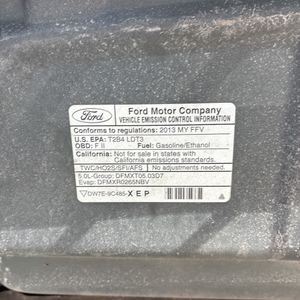 Ford
Ford Motor Company
VEHICLE EMISSION CONTROL INFORMATION
Conforms to regulations: 2013 MY FFV
U.S. EPA: T2B4 LDT3
OBD: F II Fuel: Gasoline/Ethanol
California: Not for sale in states with
California emissions standards.
TWC/HO2S/SFI/AFS No adjustments needed.
5.0L-Group: DFMXT05.03D7
Evap: DFMXR0265NBV
DW7E-9C485-XEP